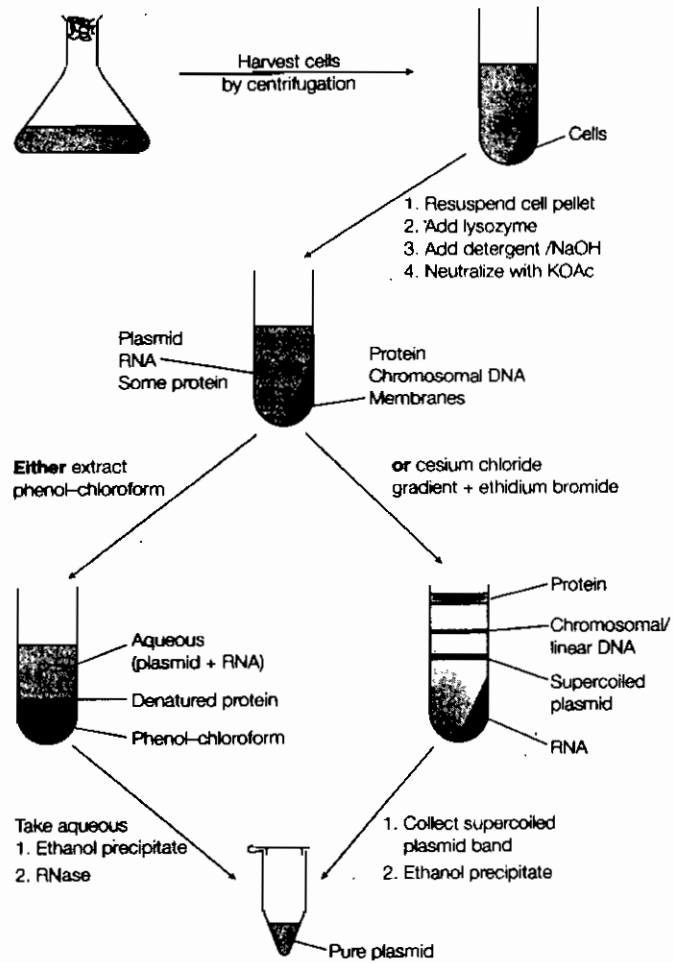 Harvest cells
by centrifugation
Cells
1. Resuspend cell pellet
2. Add lysozyme
3. Add detergent /NaOH
4. Neutralize with KOAc
Plasmid
RNA
Some protein
Protein
Chromosomal DNA
Membranes
Either extract
phenol–chloroform
or cesium chloride
gradient + ethidium bromide
Aqueous
(plasmid + RNA)
Denatured protein
Phenol–chloroform
Protein
Chromosomal/
linear DNA
Supercoiled
plasmid
RNA
Take aqueous
1. Ethanol precipitate
2. RNase
1. Collect supercoiled
plasmid band
2. Ethanol precipitate
Pure plasmid